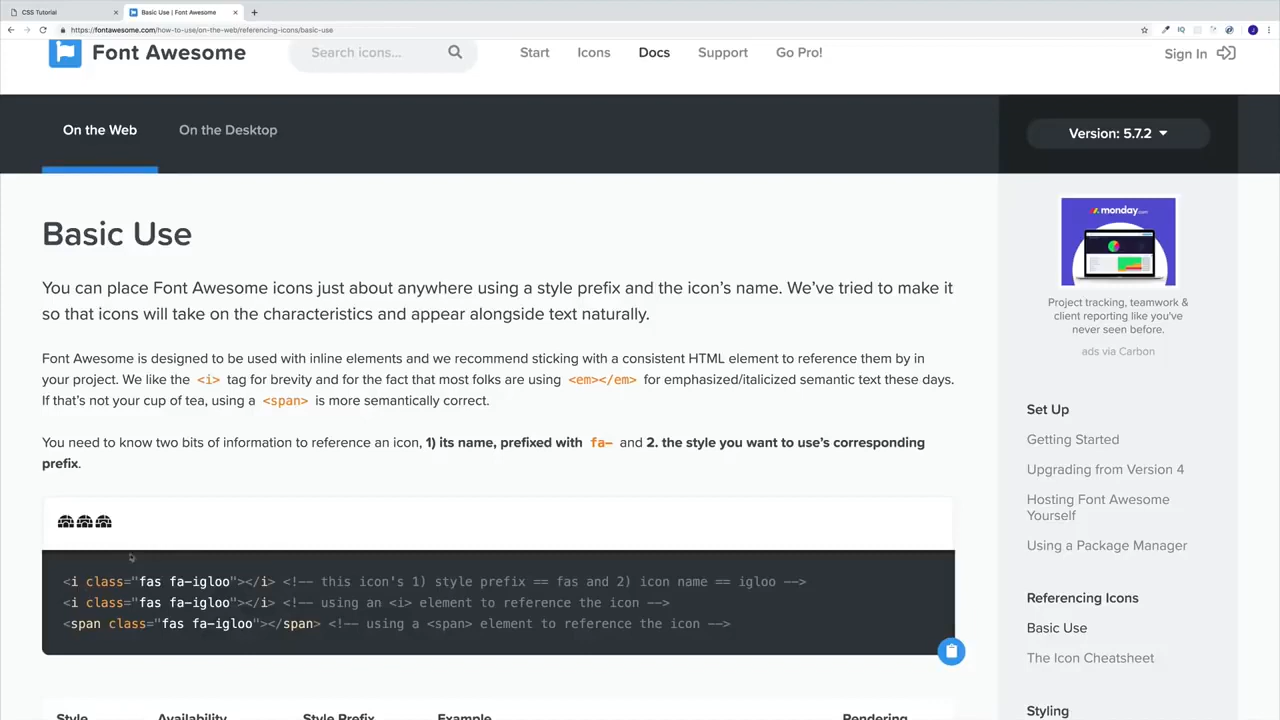 CSS Tutorial
Basic Use | Font Awesome
https://fontawesome.com/how-to-use/on-the-web/referencing-icons/basic-use
Font Awesome
Search icons...
Start
Icons
Docs
Support
Go Pro!
Sign In
On the Web
On the Desktop
Version: 5.7.2
Basic Use
You can place Font Awesome icons just about anywhere using a style prefix and the icon's name. We've tried to make it
so that icons will take on the characteristics and appear alongside text naturally.
Font Awesome is designed to be used with inline elements and we recommend sticking with a consistent HTML element to reference them by in
your project. We like the <i> tag for brevity and for the fact that most folks are using <em></em> for emphasized/italicized semantic text these days.
If that's not your cup of tea, using a <span> is more semantically correct.
You need to know two bits of information to reference an icon, 1) its name, prefixed with fa- and 2. the style you want to use's corresponding
prefix.
<i class="fas fa-igloo"></i> <!-- this icon's 1) style prefix == fas and 2) icon name == igloo -->
<i class="fas fa-igloo"></i> <!-- using an <i> element to reference the icon -->
<span class="fas fa-igloo"></span> <!-- using a <span> element to reference the icon -->
Style
Availability
Style Prefix
Example
Rendering
monday.com
Project tracking, teamwork &
client reporting like you've
never seen before.
ads via Carbon
Set Up
Getting Started
Upgrading from Version 4
Hosting Font Awesome
Yourself
Using a Package Manager
Referencing Icons
Basic Use
The Icon Cheatsheet
Styling